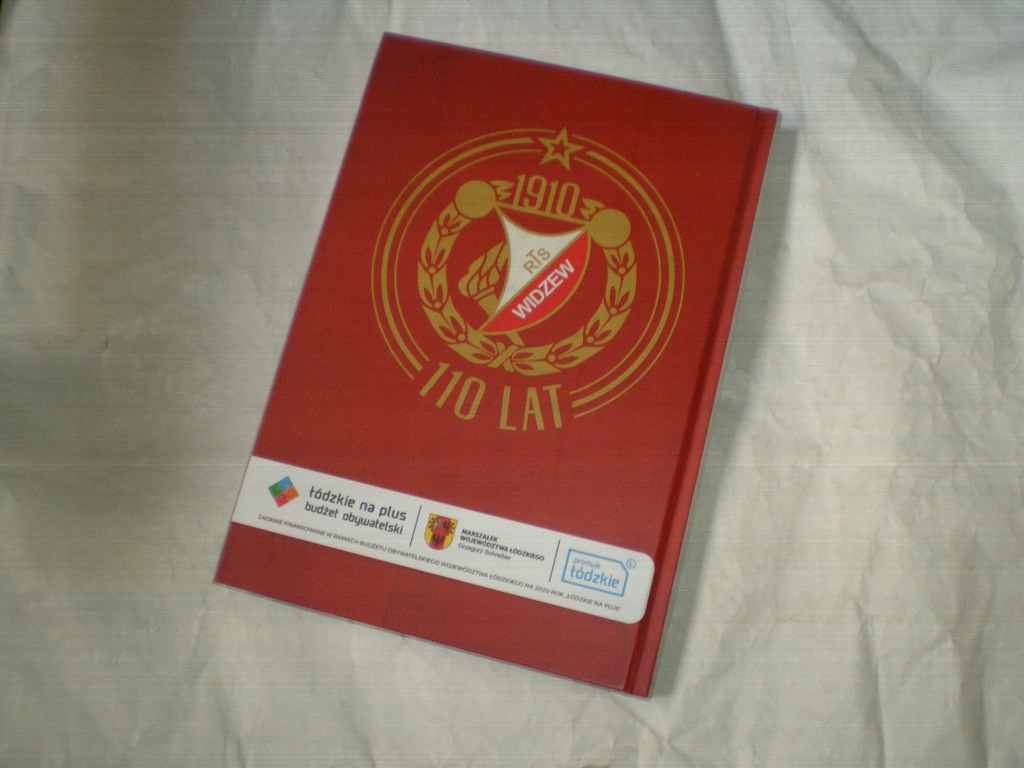 1910
RTS
WIDZEW
110 LAT
łódzkie na plus
budżet obywatelski
MARSZAŁEK
WOJEWÓDZTWA ŁÓDZKIEGO
Grzegorz Schreiber
promuje
łódzkie
ZADANIE FINANSOWANE W RAMACH BUDŻETU OBYWATELSKIEGO WOJEWÓDZTWA ŁÓDZKIEGO NA 2020 ROK „ŁÓDZKIE NA PLUS"